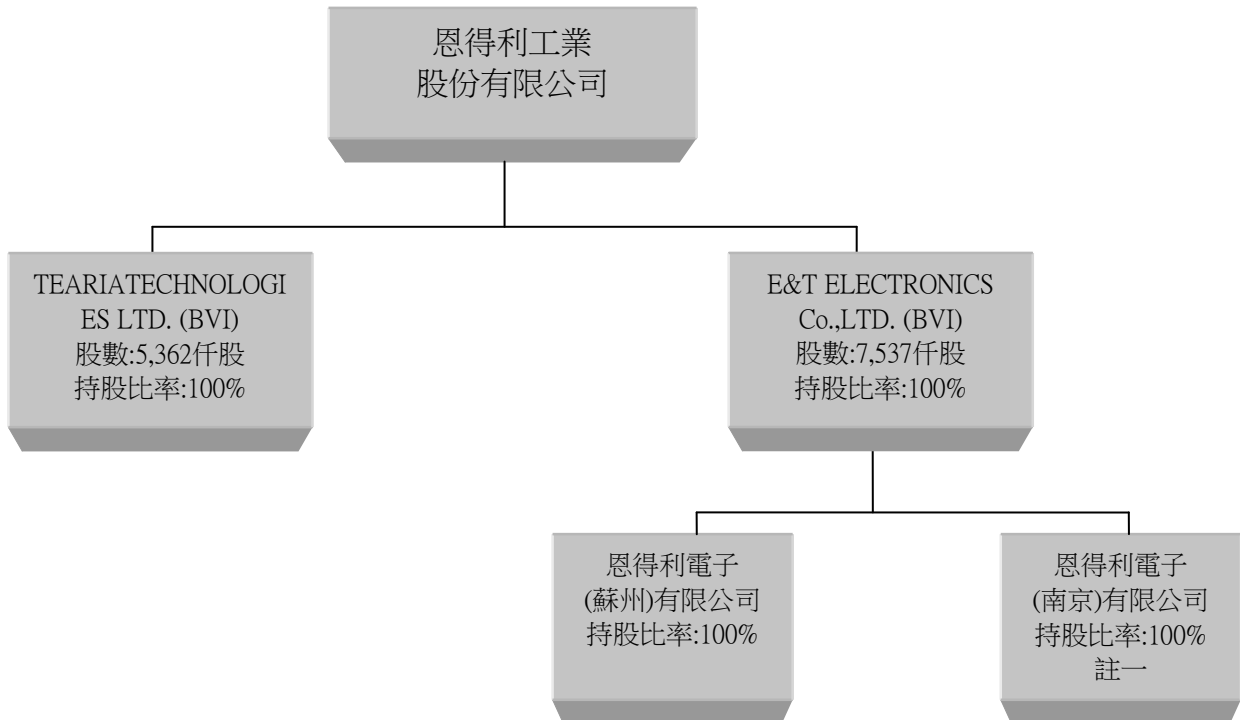 恩得利工業
股份有限公司
TEARIATECHNOLOGI
ES LTD. (BVI)
股數:5,362仟股
持股比率:100%
E&T ELECTRONICS
Co.,LTD. (BVI)
股數:7,537仟股
持股比率:100%
恩得利電子
(蘇州)有限公司
持股比率:100%
恩得利電子
(南京)有限公司
持股比率:100%
註一